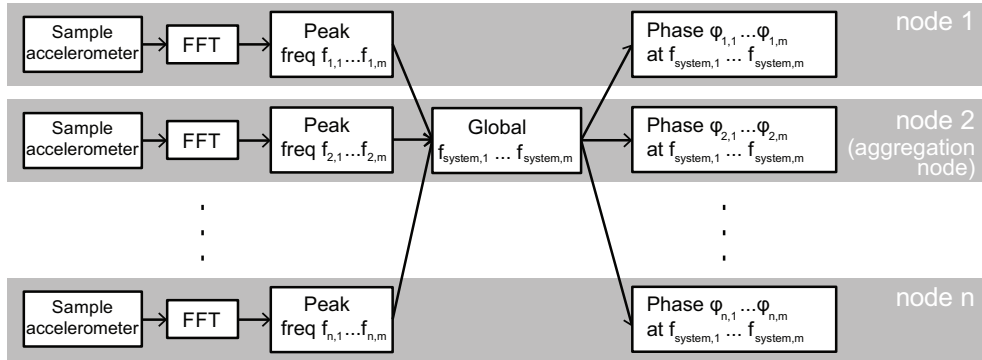 node 1
Sample
accelerometer
FFT
Peak
freq f1,1...f1,m
Phase φ1,1 ...φ1,m
at fsystem,1 ... fsystem,m
node 2
(aggregation
node)
Sample
accelerometer
FFT
Peak
freq f2,1...f2,m
Global
fsystem,1 ... fsystem,m
Phase φ2,1 ...φ2,m
at fsystem,1 ... fsystem,m
node n
Sample
accelerometer
FFT
Peak
freq fn,1...fn,m
Phase φn,1 ...φn,m
at fsystem,1 ... fsystem,m